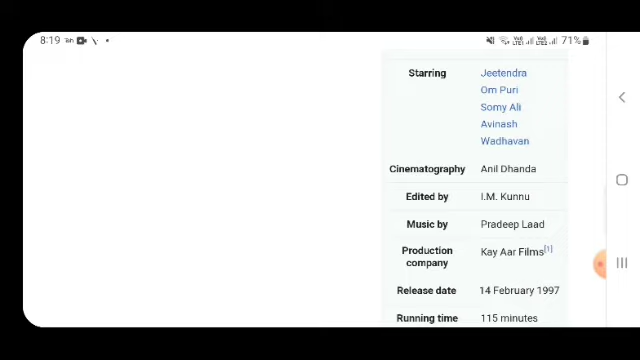 8:19
71%
Starring Jeetendra
Om Puri
Somy Ali
Avinash
Wadhavan
Cinematography Anil Dhanda
Edited by I.M. Kunnu
Music by Pradeep Laad
Production company Kay Aar Films[1]
Release date 14 February 1997
Running time 115 minutes